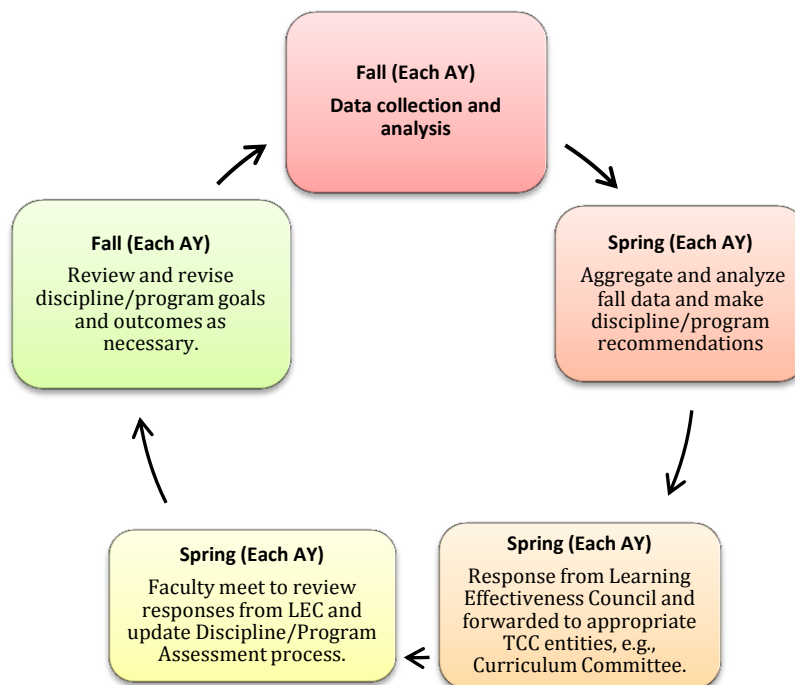 Fall (Each AY)
Data collection and
analysis
Spring (Each AY)
Aggregate and analyze
fall data and make
discipline/program
recommendations
Spring (Each AY)
Response from Learning
Effectiveness Council and
forwarded to appropriate
TCC entities, e.g.,
Curriculum Committee.
Spring (Each AY)
Faculty meet to review
responses from LEC and
update Discipline/Program
Assessment process.
Fall (Each AY)
Review and revise
discipline/program goals
and outcomes as
necessary.